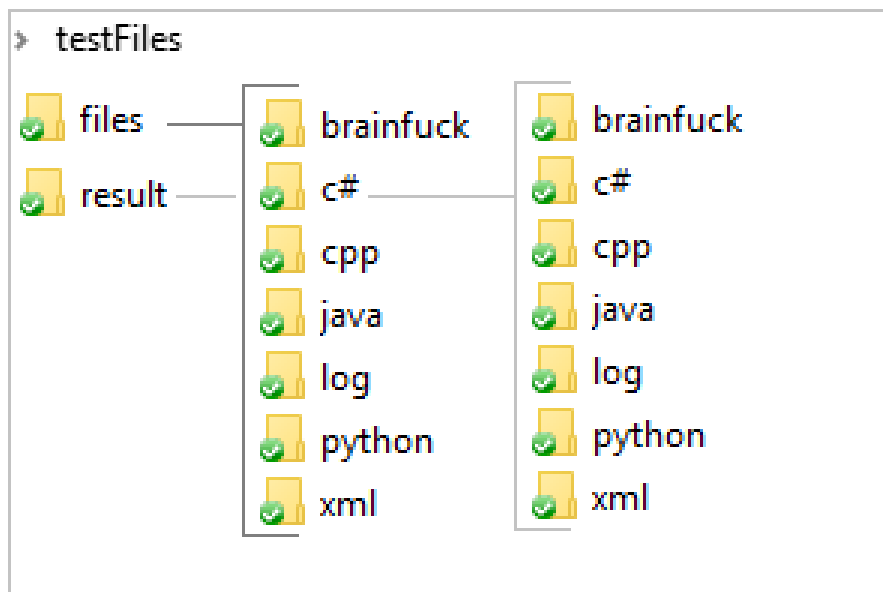 testFiles
files
result
brainfuck
c#
cpp
java
log
python
xml
brainfuck
c#
cpp
java
log
python
xml